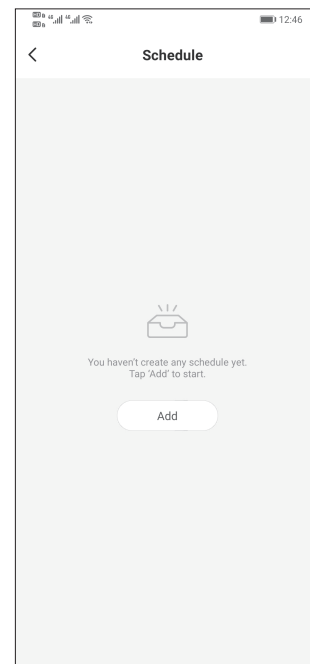 12:46
Schedule
You haven't create any schedule yet.
Tap ‘Add’ to start.
Add